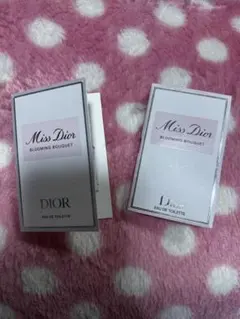 Miss Dior
BLOOMING BOUQUET
DIOR
EAU DE TOILETTE
Miss Dior
BLOOMING BOUQUET
DIOR
EAU DE TOILETTE